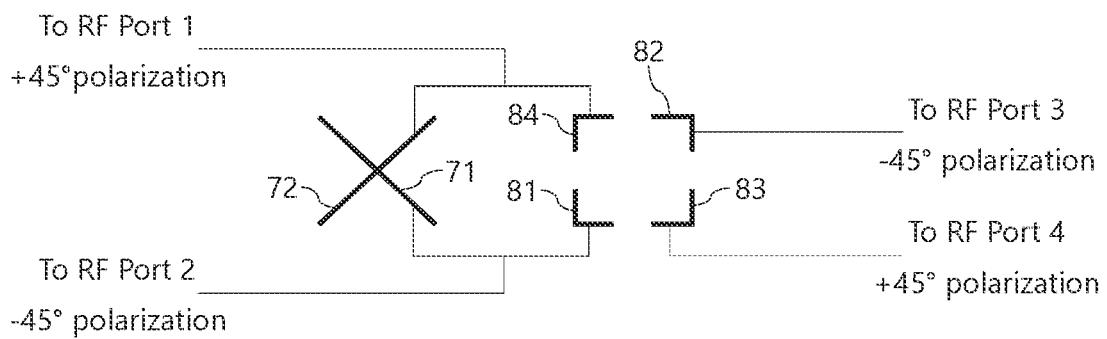 To RF Port 1
+45°polarization
82
84
To RF Port 3
-45° polarization
72
71
81
83
To RF Port 4
+45° polarization
To RF Port 2
-45° polarization